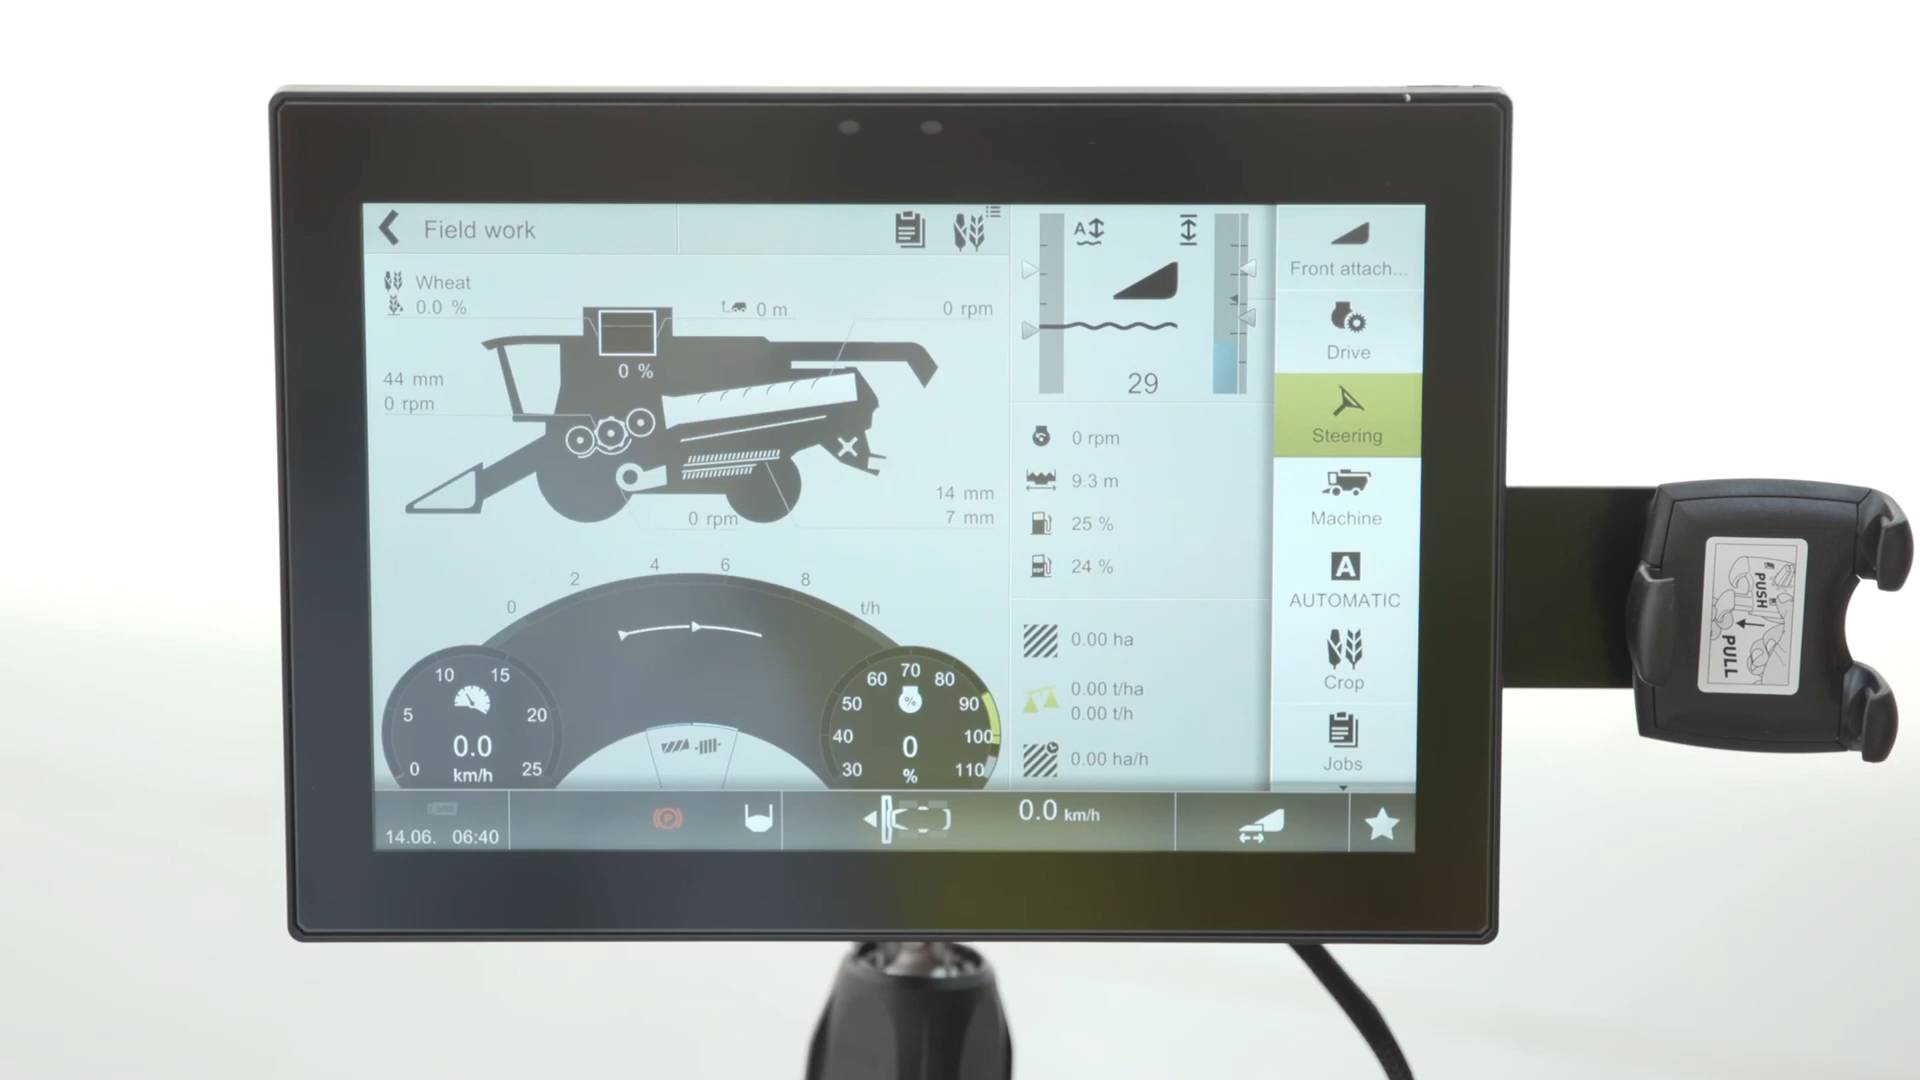 Field work
Wheat
0.0 %
0 m
0 rpm
0 %
44 mm
0 rpm
14 mm
7 mm
0 rpm
0 2 4 6 8 t/h
0 5 10 15 20 25
0.0
km/h
30 40 50 60 70 80 90 100 110
%
0
%
A
29
0 rpm
9.3 m
25 %
24 %
0.00 ha
0.00 t/ha
0.00 t/h
0.00 ha/h
Front attach...
Drive
Steering
Machine
A
AUTOMATIC
Crop
Jobs
14.06. 06:40
P
0.0 km/h
PUSH
PULL